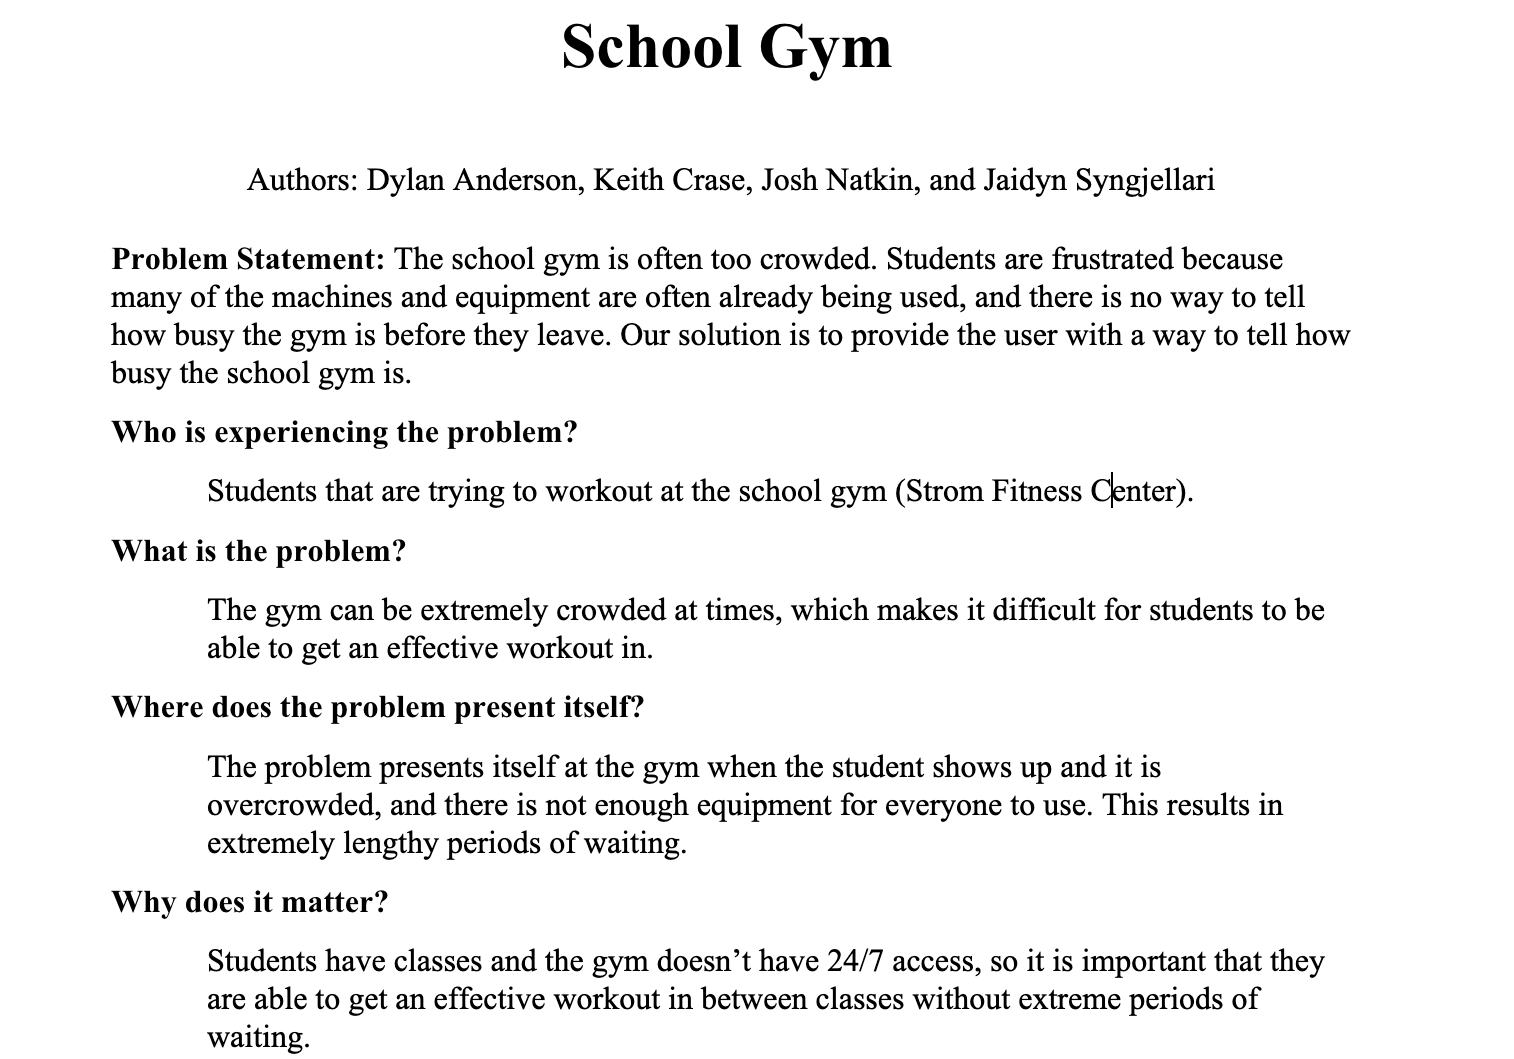 School Gym
Authors: Dylan Anderson, Keith Crase, Josh Natkin, and Jaidyn Syngjellari
Problem Statement: The school gym is often too crowded. Students are frustrated because
many of the machines and equipment are often already being used, and there is no way to tell
how busy the gym is before they leave. Our solution is to provide the user with a way to tell how
busy the school gym is.
Who is experiencing the problem?
Students that are trying to workout at the school gym (Strom Fitness Center).
What is the problem?
The gym can be extremely crowded at times, which makes it difficult for students to be
able to get an effective workout in.
Where does the problem present itself?
The problem presents itself at the gym when the student shows up and it is
overcrowded, and there is not enough equipment for everyone to use. This results in
extremely lengthy periods of waiting.
Why does it matter?
Students have classes and the gym doesn’t have 24/7 access, so it is important that they
are able to get an effective workout in between classes without extreme periods of
waiting.